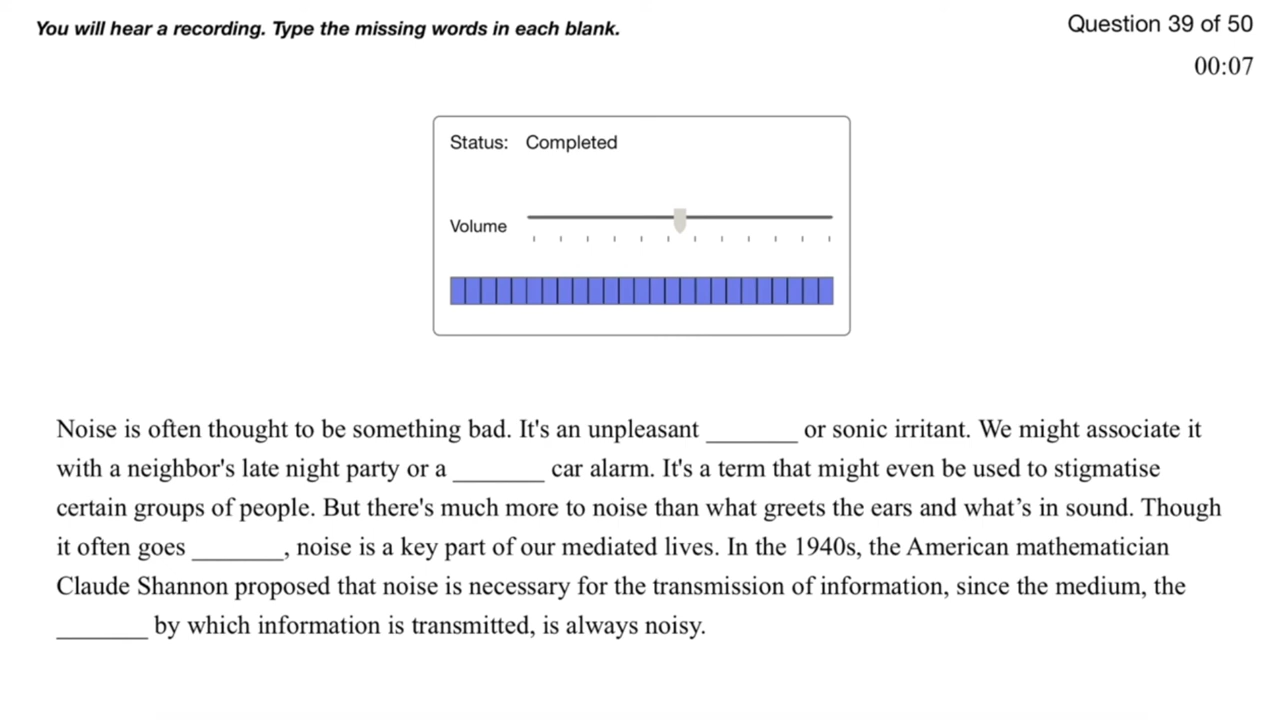 You will hear a recording. Type the missing words in each blank.
Question 39 of 50
00:07
Status: Completed
Volume
Noise is often thought to be something bad. It's an unpleasant ________ or sonic irritant. We might associate it
with a neighbor's late night party or a ________ car alarm. It's a term that might even be used to stigmatise
certain groups of people. But there's much more to noise than what greets the ears and what’s in sound. Though
it often goes ________, noise is a key part of our mediated lives. In the 1940s, the American mathematician
Claude Shannon proposed that noise is necessary for the transmission of information, since the medium, the
________ by which information is transmitted, is always noisy.